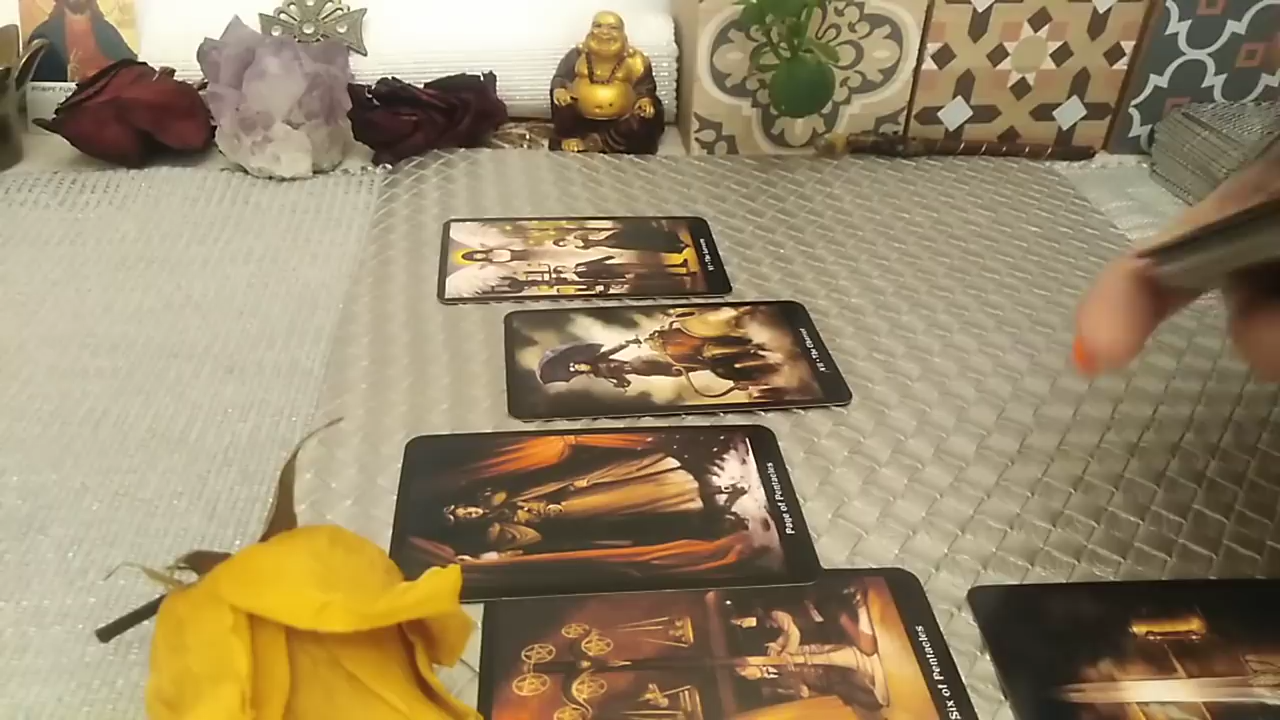 VI • The Lovers
VII • The Chariot
Page of Pentacles
Six of Pentacles